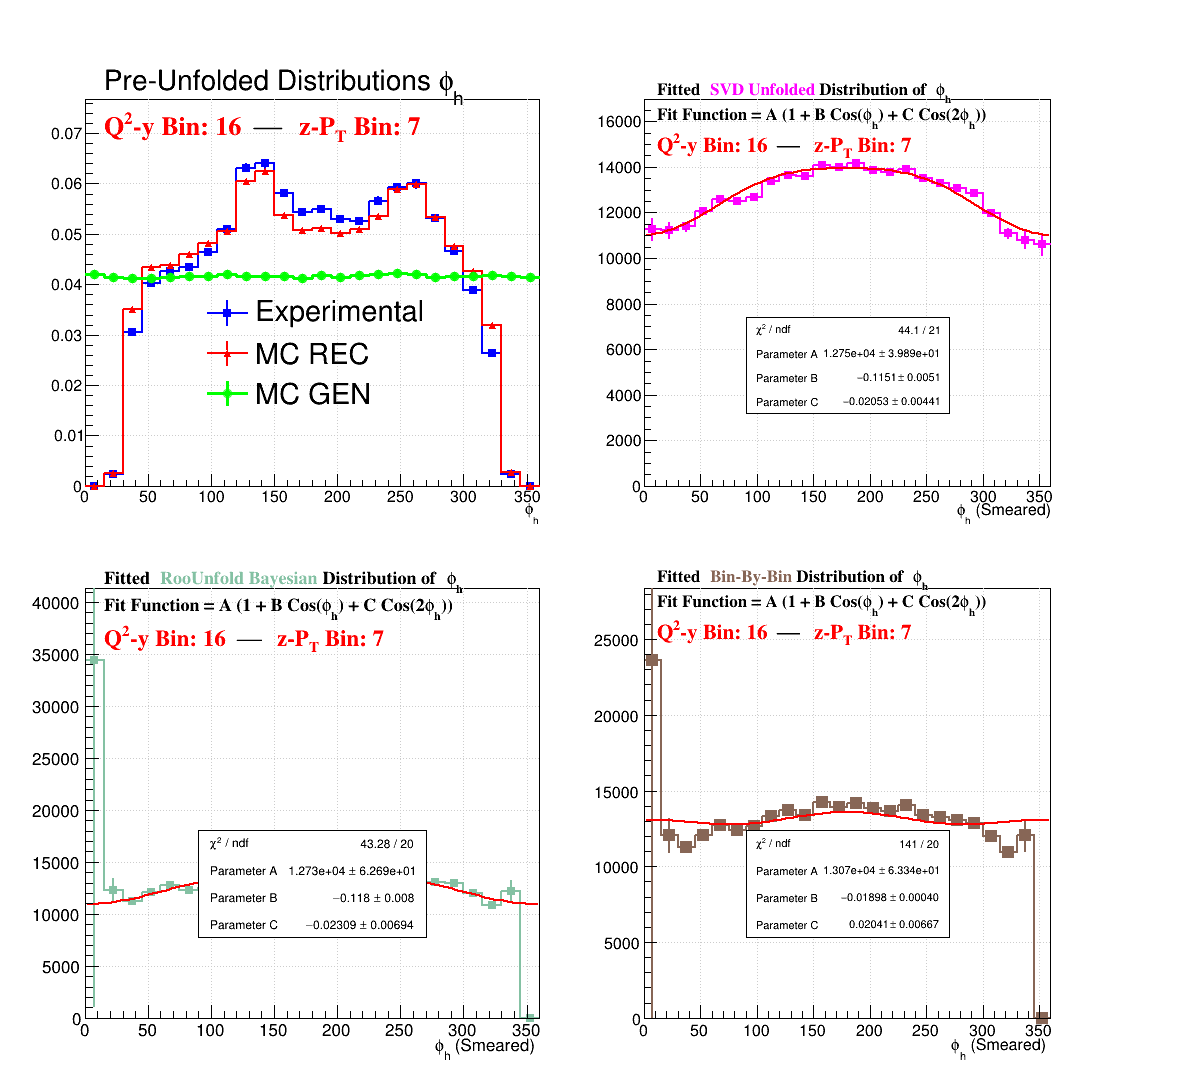 Pre-Unfolded Distributions ϕh
Q2-y Bin: 16 — z-PT Bin: 7
0.07
0.06
0.05
0.04
0.03
0.02
0.01
0
Experimental
MC REC
MC GEN
0 50 100 150 200 250 300 350
ϕh
Fitted SVD Unfolded Distribution of ϕh
Fit Function = A (1 + B Cos(ϕh) + C Cos(2ϕh))
Q2-y Bin: 16 — z-PT Bin: 7
16000
14000
12000
10000
8000
6000
4000
2000
0
χ2 / ndf 44.1 / 21
Parameter A 1.275e+04 ± 3.989e+01
Parameter B −0.1151 ± 0.0051
Parameter C −0.02053 ± 0.00441
0 50 100 150 200 250 300 350
ϕh (Smeared)
Fitted RooUnfold Bayesian Distribution of ϕh
Fit Function = A (1 + B Cos(ϕh) + C Cos(2ϕh))
Q2-y Bin: 16 — z-PT Bin: 7
40000
35000
30000
25000
20000
15000
10000
5000
0
χ2 / ndf 43.28 / 20
Parameter A 1.273e+04 ± 6.269e+01
Parameter B −0.118 ± 0.008
Parameter C −0.02309 ± 0.00694
0 50 100 150 200 250 300 350
ϕh (Smeared)
Fitted Bin-By-Bin Distribution of ϕh
Fit Function = A (1 + B Cos(ϕh) + C Cos(2ϕh))
Q2-y Bin: 16 — z-PT Bin: 7
25000
20000
15000
10000
5000
0
χ2 / ndf 141 / 20
Parameter A 1.307e+04 ± 6.334e+01
Parameter B −0.01898 ± 0.00040
Parameter C 0.02041 ± 0.00667
0 50 100 150 200 250 300 350
ϕh (Smeared)